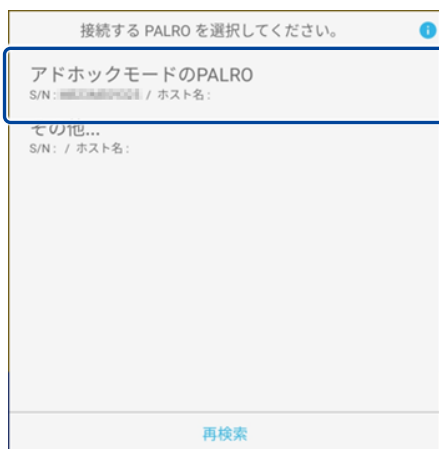 接続する PALRO を選択してください。
アドホックモードのPALRO
S/N : / ホスト名 :
その他...
S/N : / ホスト名 :
再検索